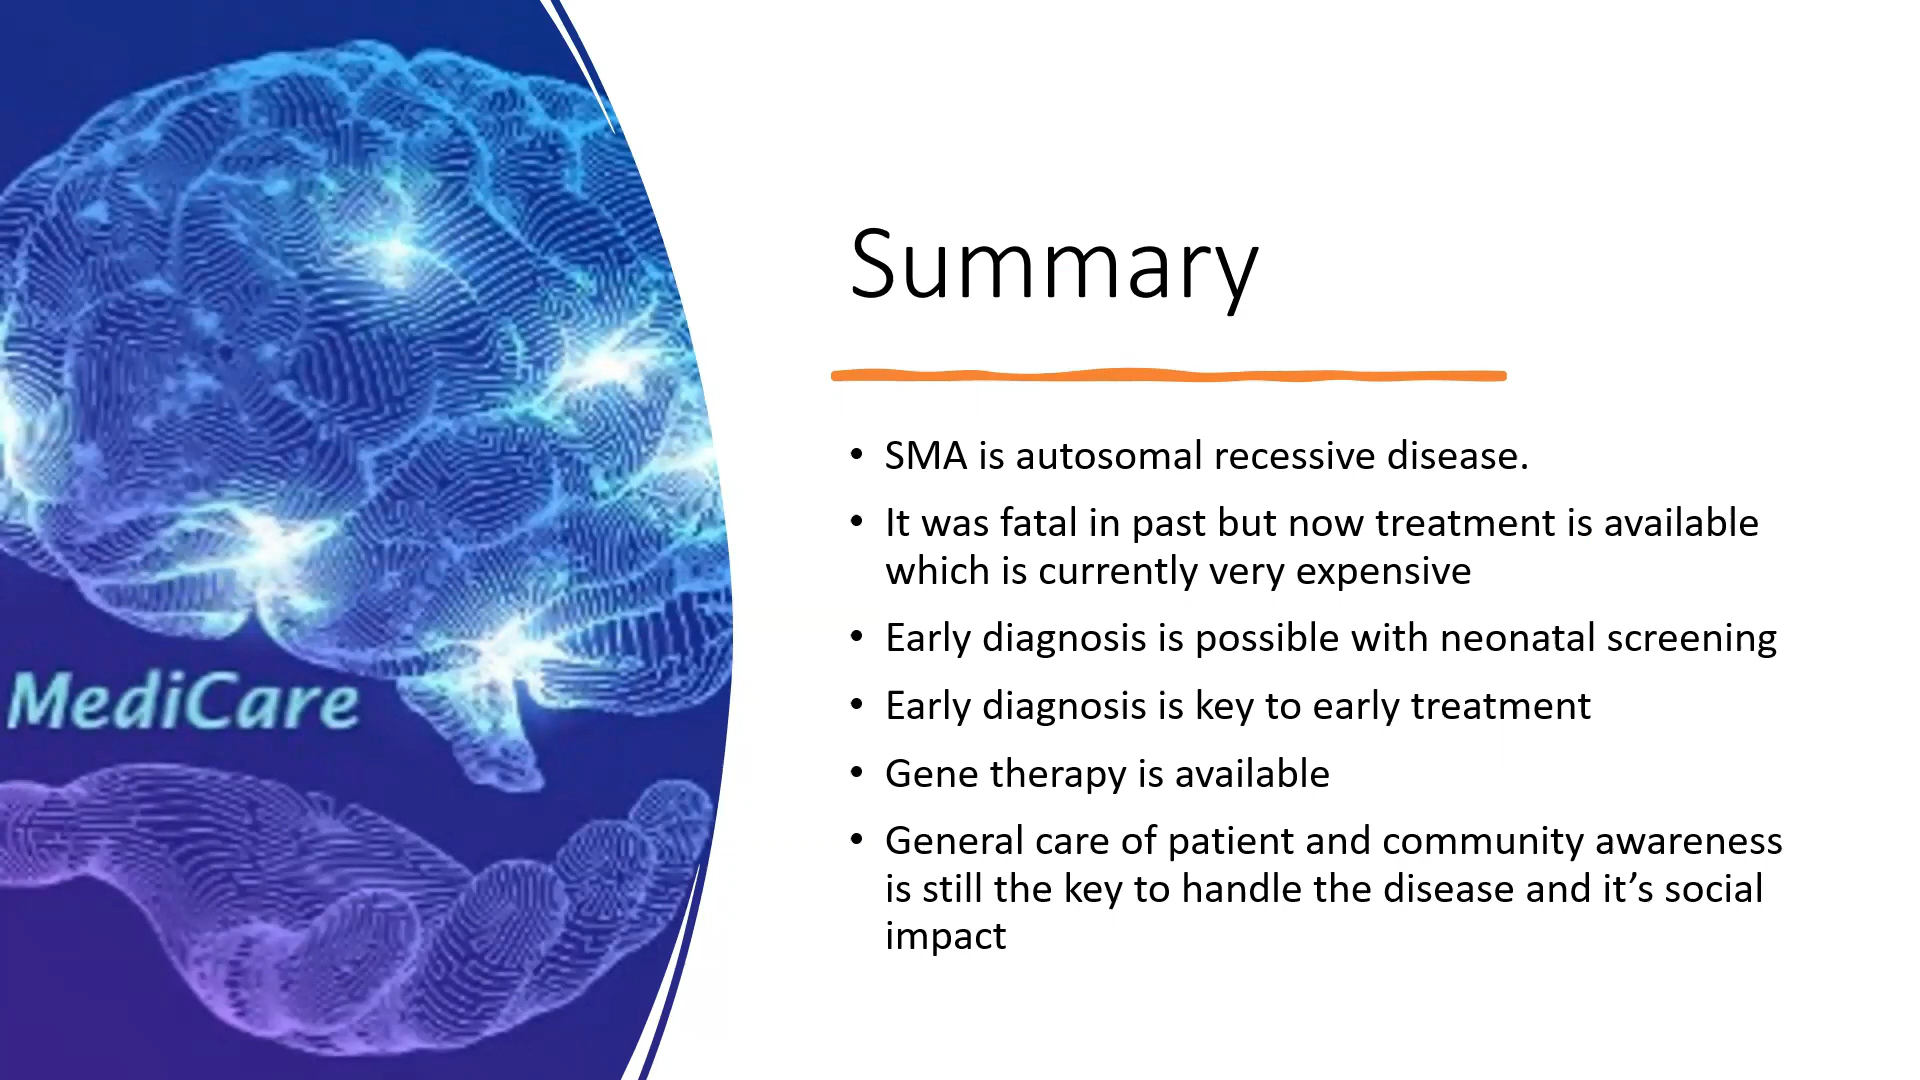 Summary
• SMA is autosomal recessive disease.
• It was fatal in past but now treatment is available
which is currently very expensive
• Early diagnosis is possible with neonatal screening
• Early diagnosis is key to early treatment
• Gene therapy is available
• General care of patient and community awareness
is still the key to handle the disease and it’s social
impact
MediCare